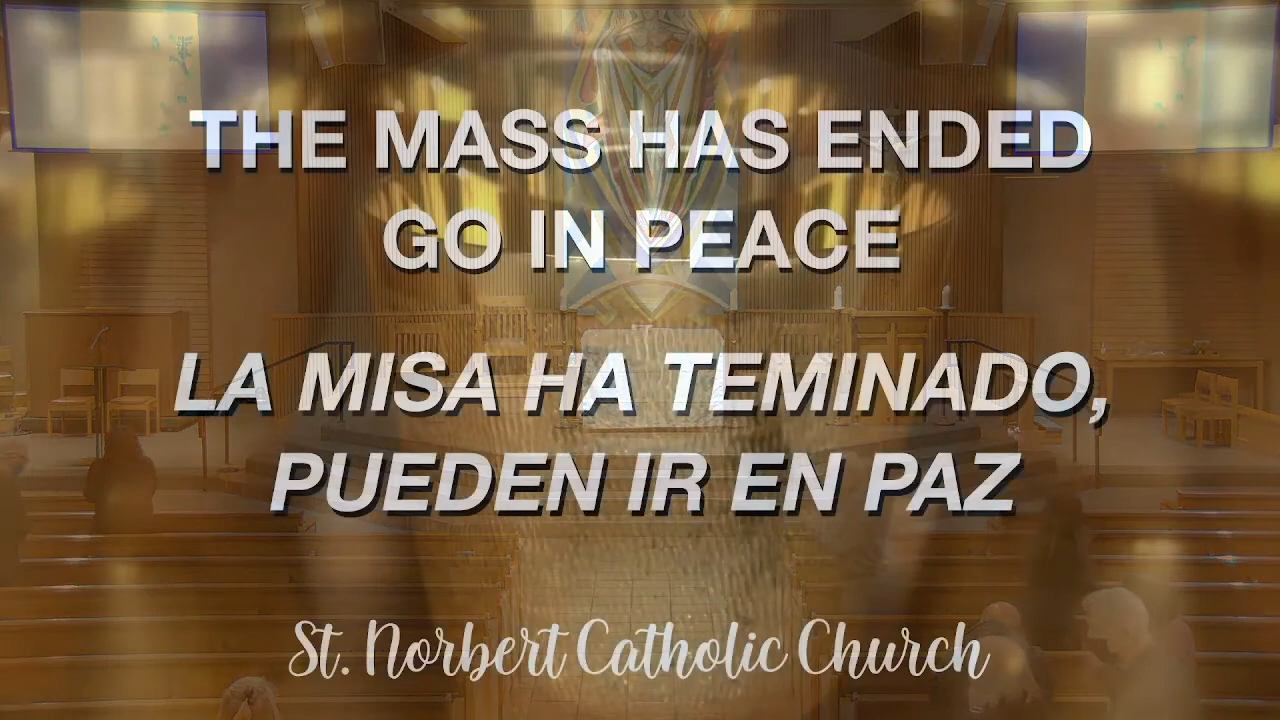 THE MASS HAS ENDED
GO IN PEACE
LA MISA HA TEMINADO,
PUEDEN IR EN PAZ
St. Norbert Catholic Church